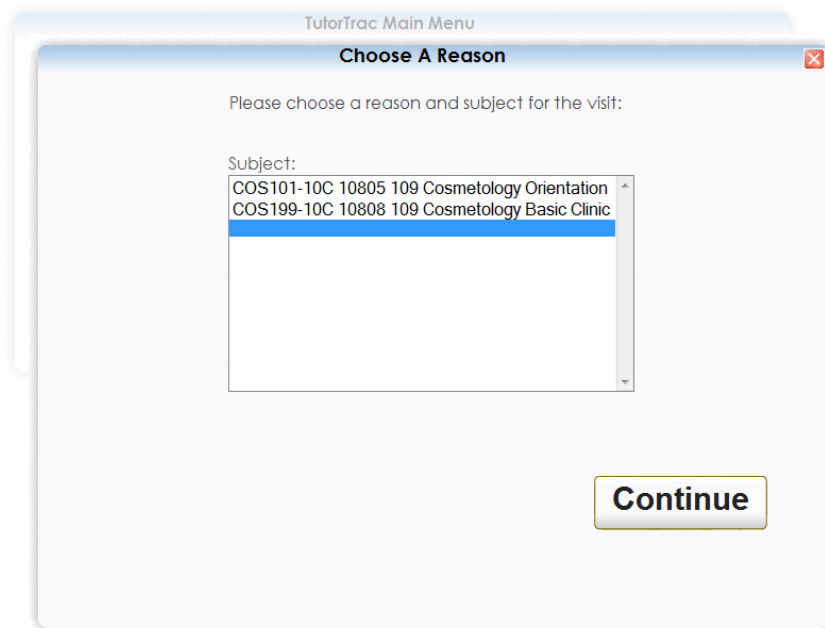 TutorTrac Main Menu
Choose A Reason
Please choose a reason and subject for the visit:
Subject:
COS101-10C 10805 109 Cosmetology Orientation
COS199-10C 10808 109 Cosmetology Basic Clinic
Continue